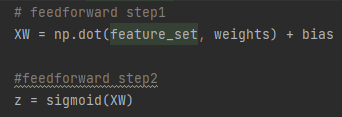 # feedforward step1
XW = np.dot(feature_set, weights) + bias
#feedforward step2
z = sigmoid(XW)